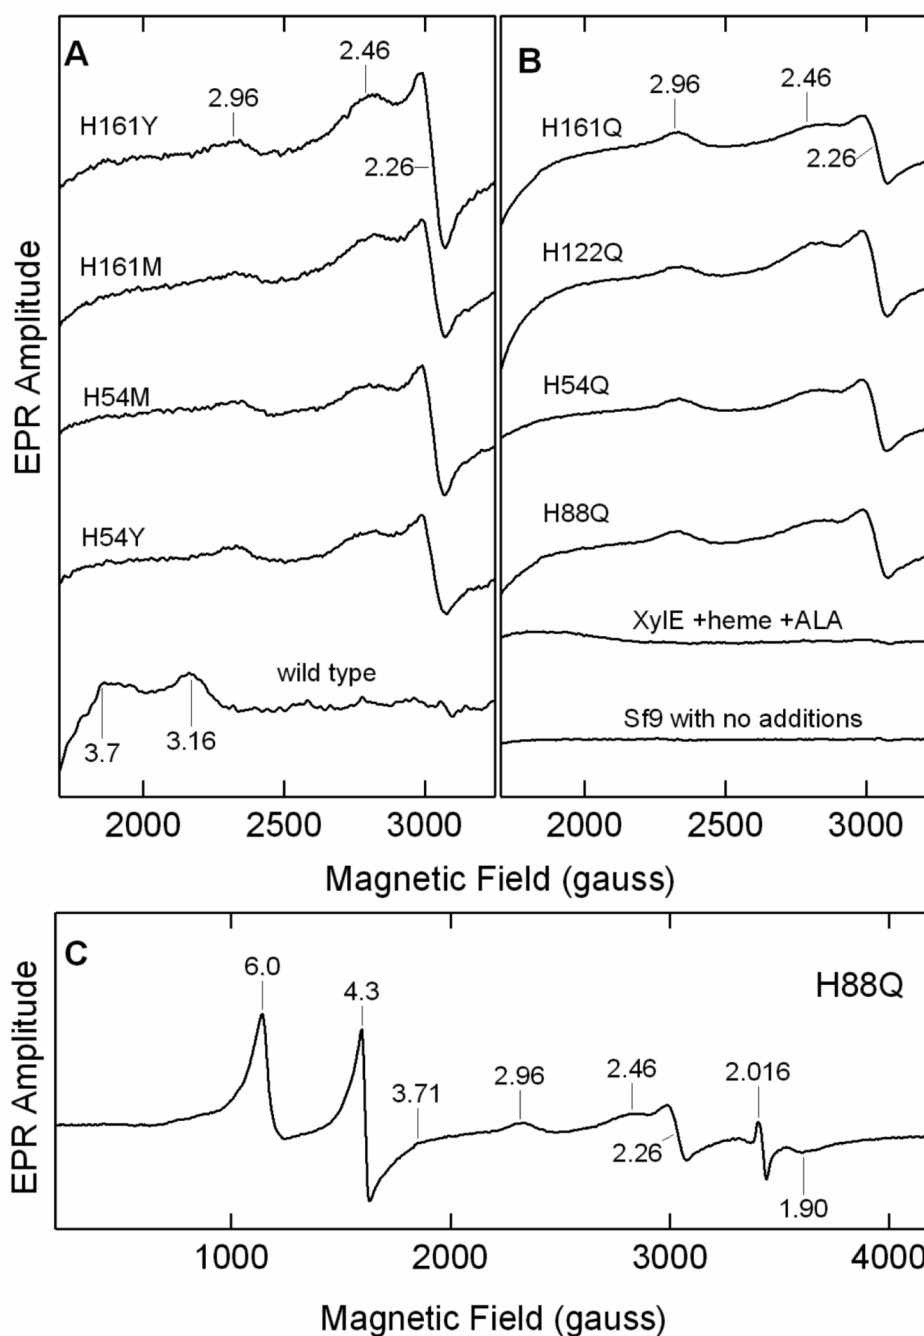 A
2.96
2.46
H161Y
2.26
H161M
H54M
H54Y
wild type
3.7
3.16
2000
2500
3000
B
2.96
2.46
H161Q
2.26
H122Q
H54Q
H88Q
XylE +heme +ALA
Sf9 with no additions
2000
2500
3000
EPR Amplitude
Magnetic Field (gauss)
C
6.0
4.3
H88Q
3.71
2.96
2.46
2.016
2.26
1.90
1000
2000
3000
4000
EPR Amplitude
Magnetic Field (gauss)